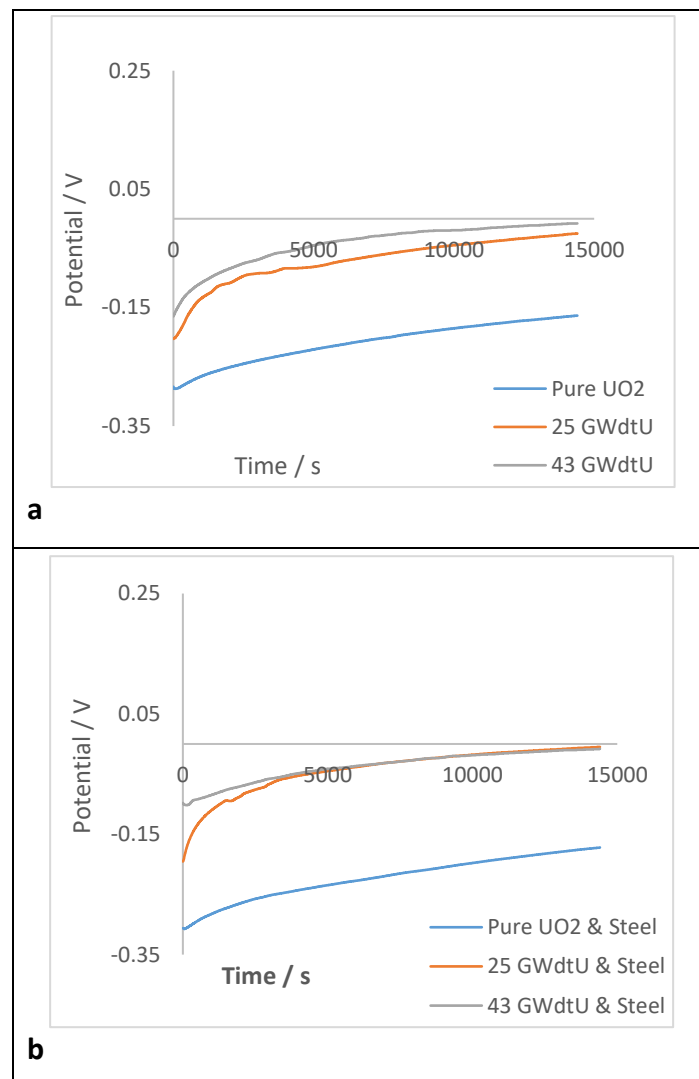 0.25
0.05
-0.15
-0.35
Potential / V
0 5000 10000 15000
Time / s
Pure UO2
25 GWdtU
43 GWdtU
a
0.25
0.05
-0.15
-0.35
Potential / V
0 5000 10000 15000
Time / s
Pure UO2 & Steel
25 GWdtU & Steel
43 GWdtU & Steel
b